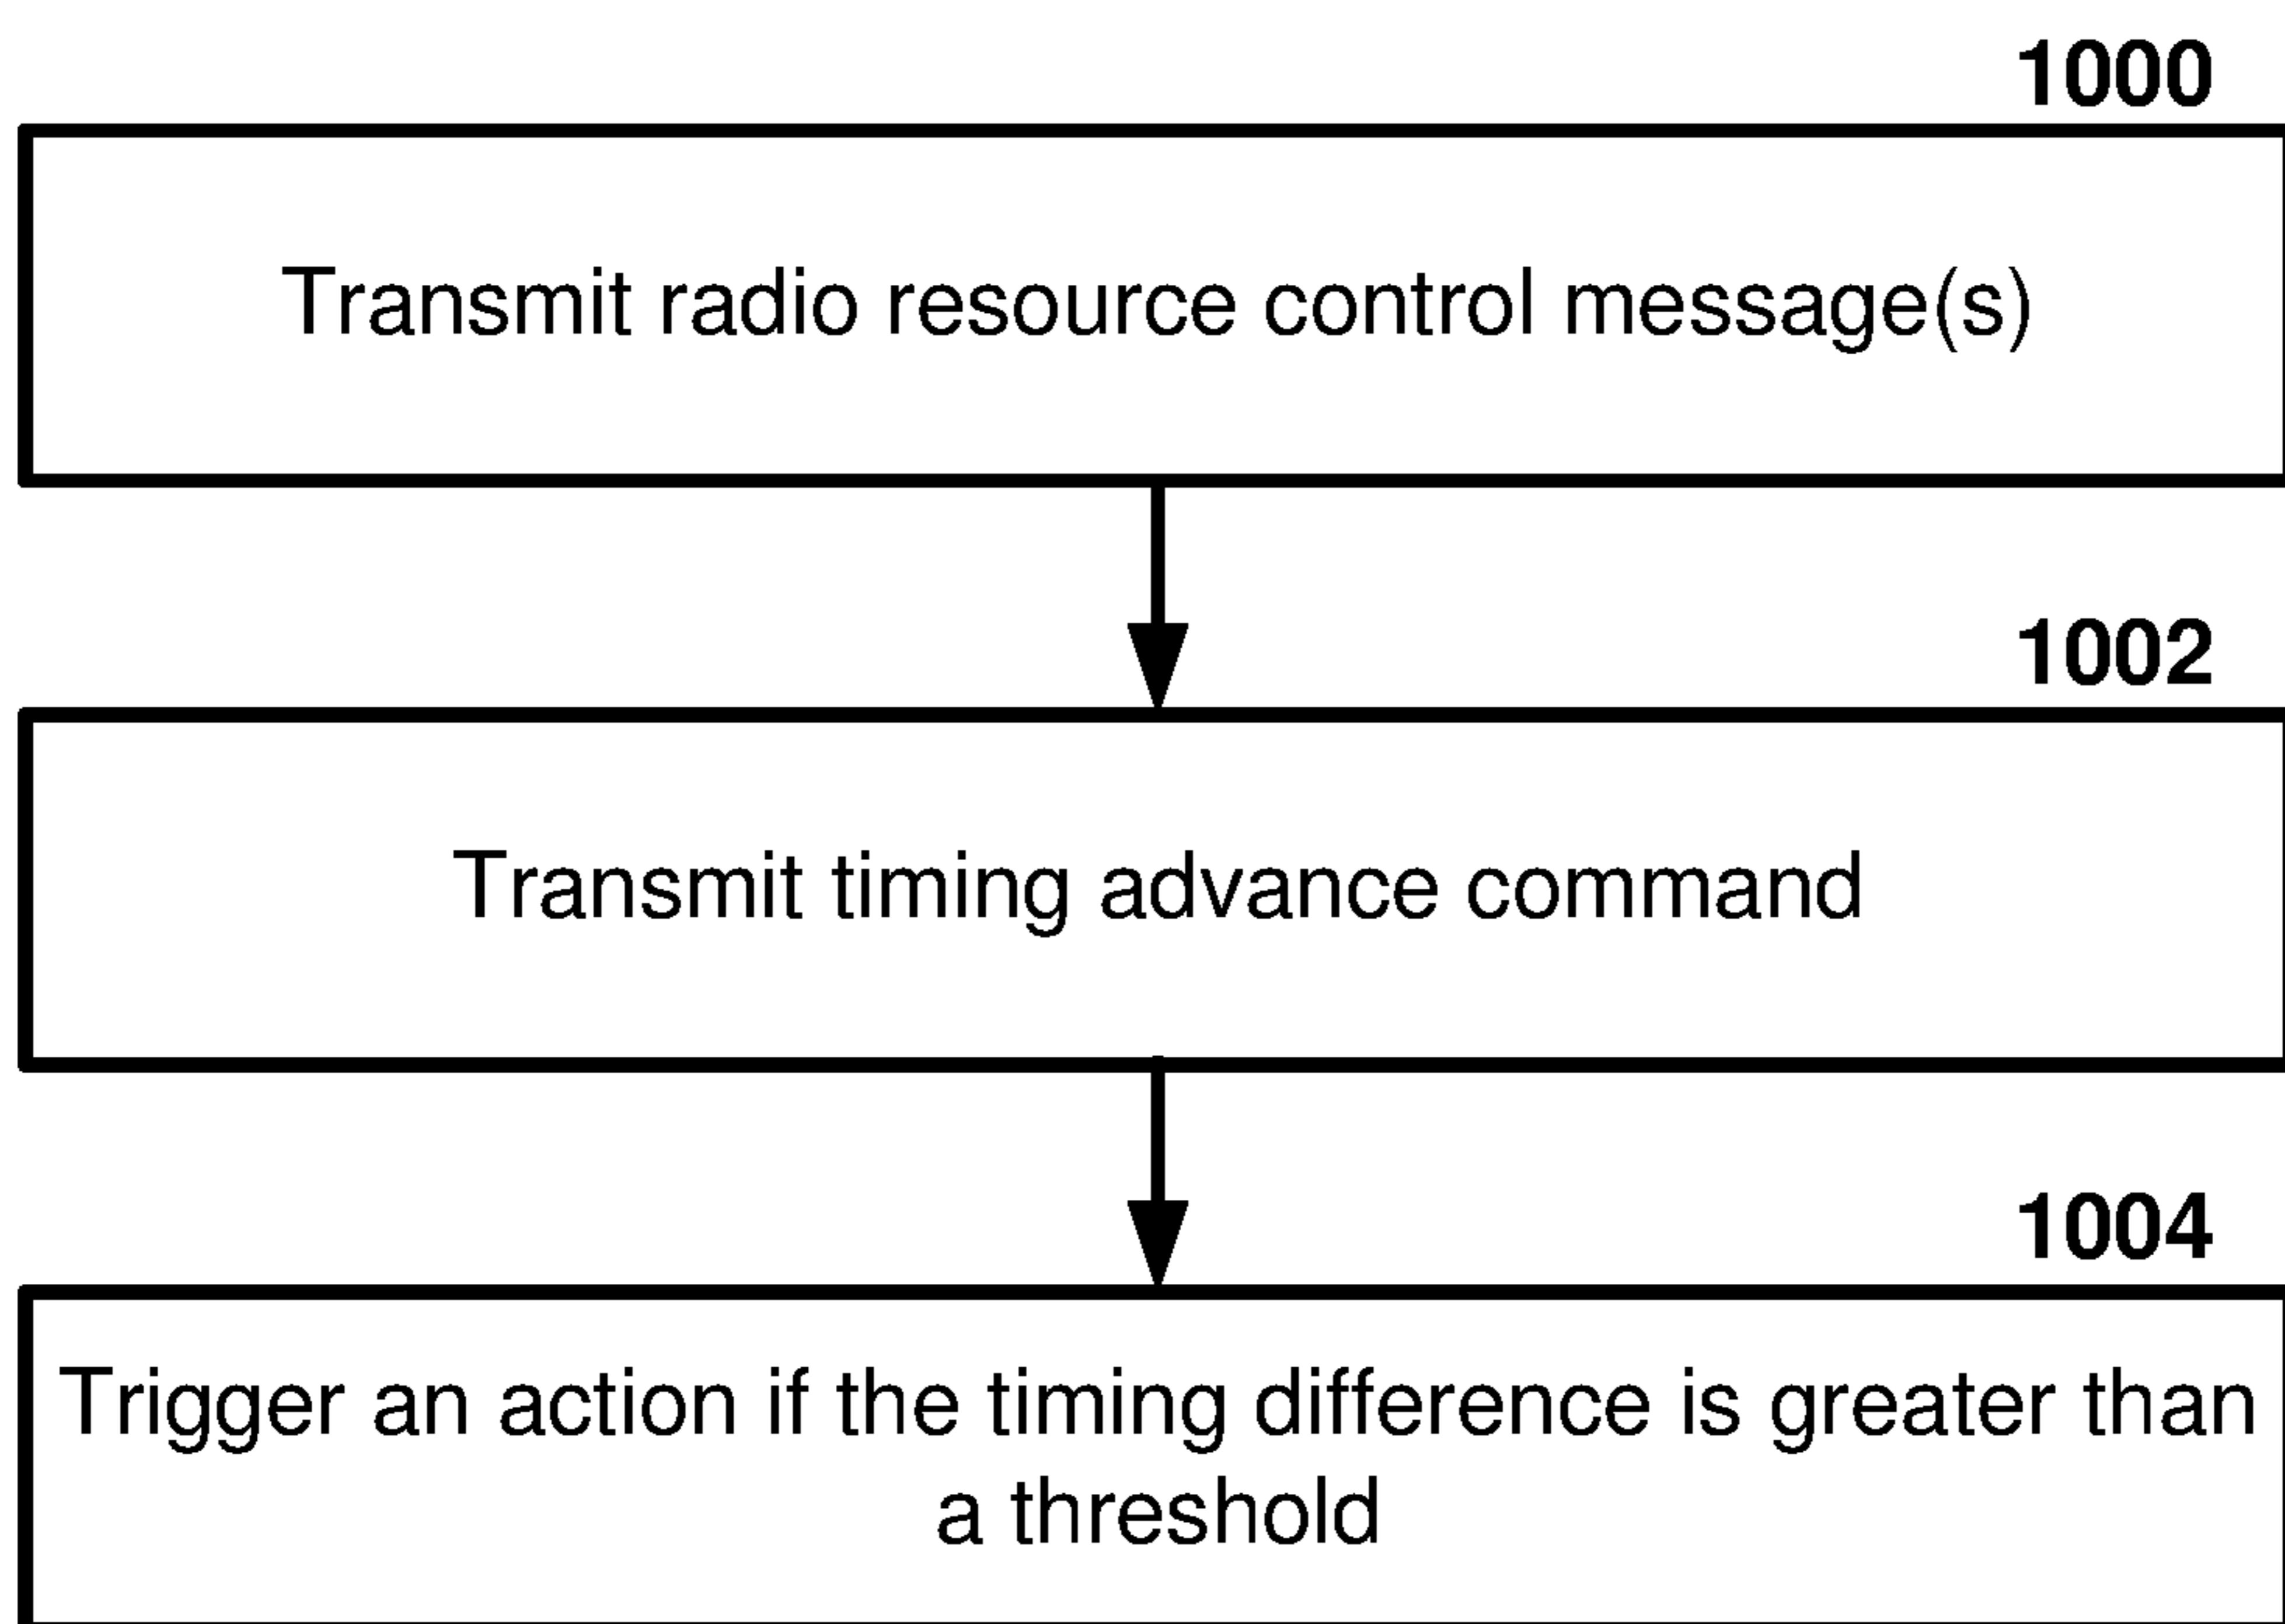 1000
Transmit radio resource control message(s)
1002
Transmit timing advance command
1004
Trigger an action if the timing difference is greater than
a threshold